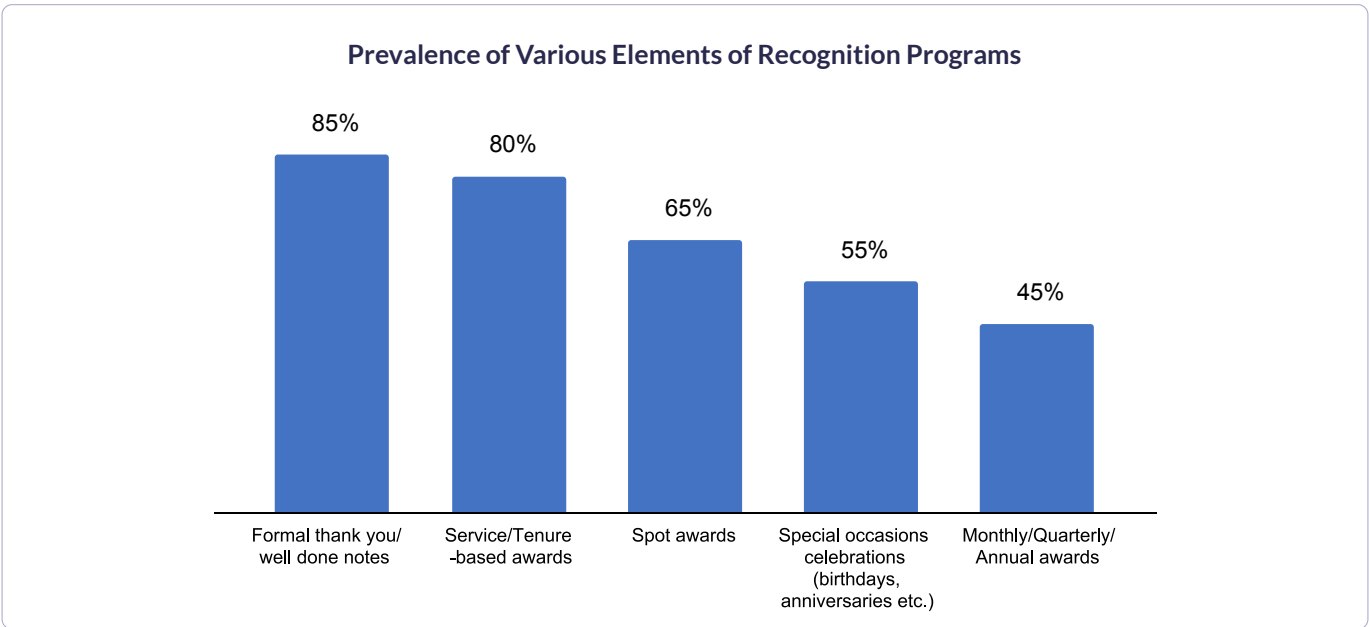 Prevalence of Various Elements of Recognition Programs
85%
80%
65%
55%
45%
Formal thank you/
well done notes
Service/Tenure
-based awards
Spot awards
Special occasions
celebrations
(birthdays,
anniversaries etc.)
Monthly/Quarterly/
Annual awards